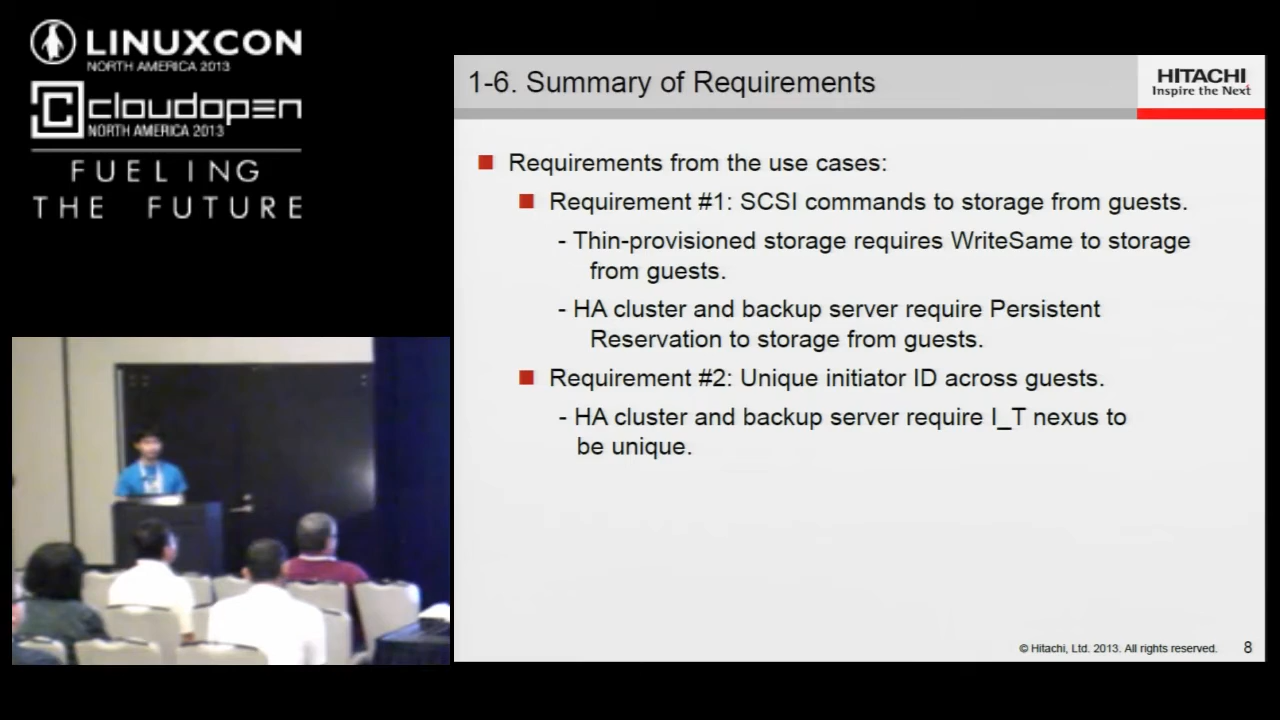 LINUXCON
NORTH AMERICA 2013
cloudopen
NORTH AMERICA 2013
FUELING
THE FUTURE
1-6. Summary of Requirements
HITACHI
Inspire the Next
■ Requirements from the use cases:
■ Requirement #1: SCSI commands to storage from guests.
- Thin-provisioned storage requires WriteSame to storage
from guests.
- HA cluster and backup server require Persistent
Reservation to storage from guests.
■ Requirement #2: Unique initiator ID across guests.
- HA cluster and backup server require I_T nexus to
be unique.
© Hitachi, Ltd. 2013. All rights reserved.
8